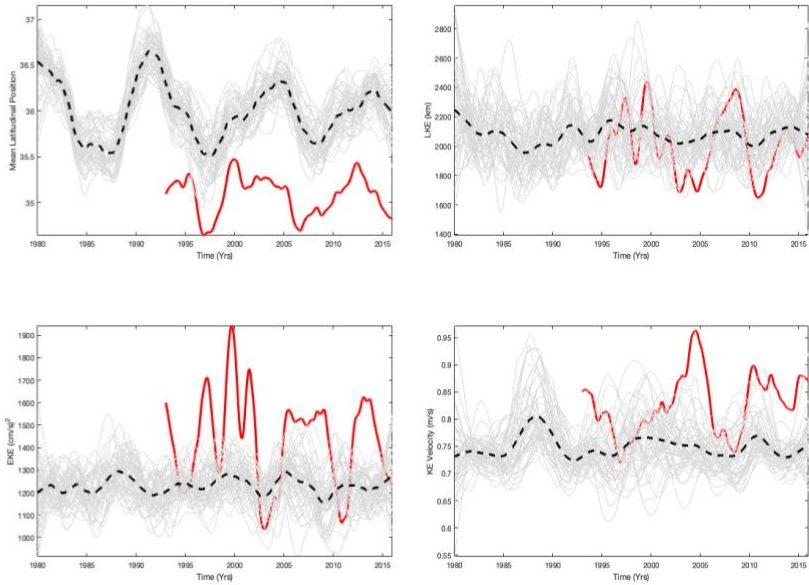 Mean Latitudinal Position
37
36.5
36
35.5
35
1980 1985 1990 1995 2000 2005 2010 2015
Time (Yrs)
LKE (km)
2800
2600
2400
2200
2000
1800
1600
1400
1980 1985 1990 1995 2000 2005 2010 2015
Time (Yrs)
EKE (cm/s)²
1900
1800
1700
1600
1500
1400
1300
1200
1100
1000
1980 1985 1990 1995 2000 2005 2010 2015
Time (Yrs)
KE Velocity (m/s)
0.95
0.9
0.85
0.8
0.75
0.7
0.65
0.6
0.55
1980 1985 1990 1995 2000 2005 2010 2015
Time (Yrs)